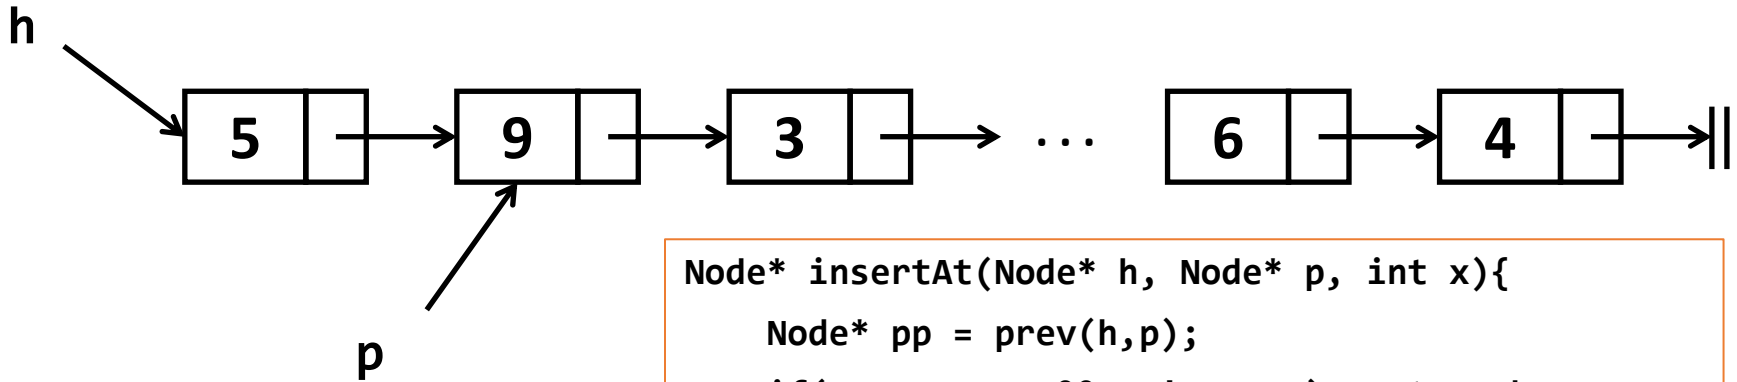 h
5 9 3 ... 6 4
p
Node* insertAt(Node* h, Node* p, int x){
Node* pp = prev(h,p);